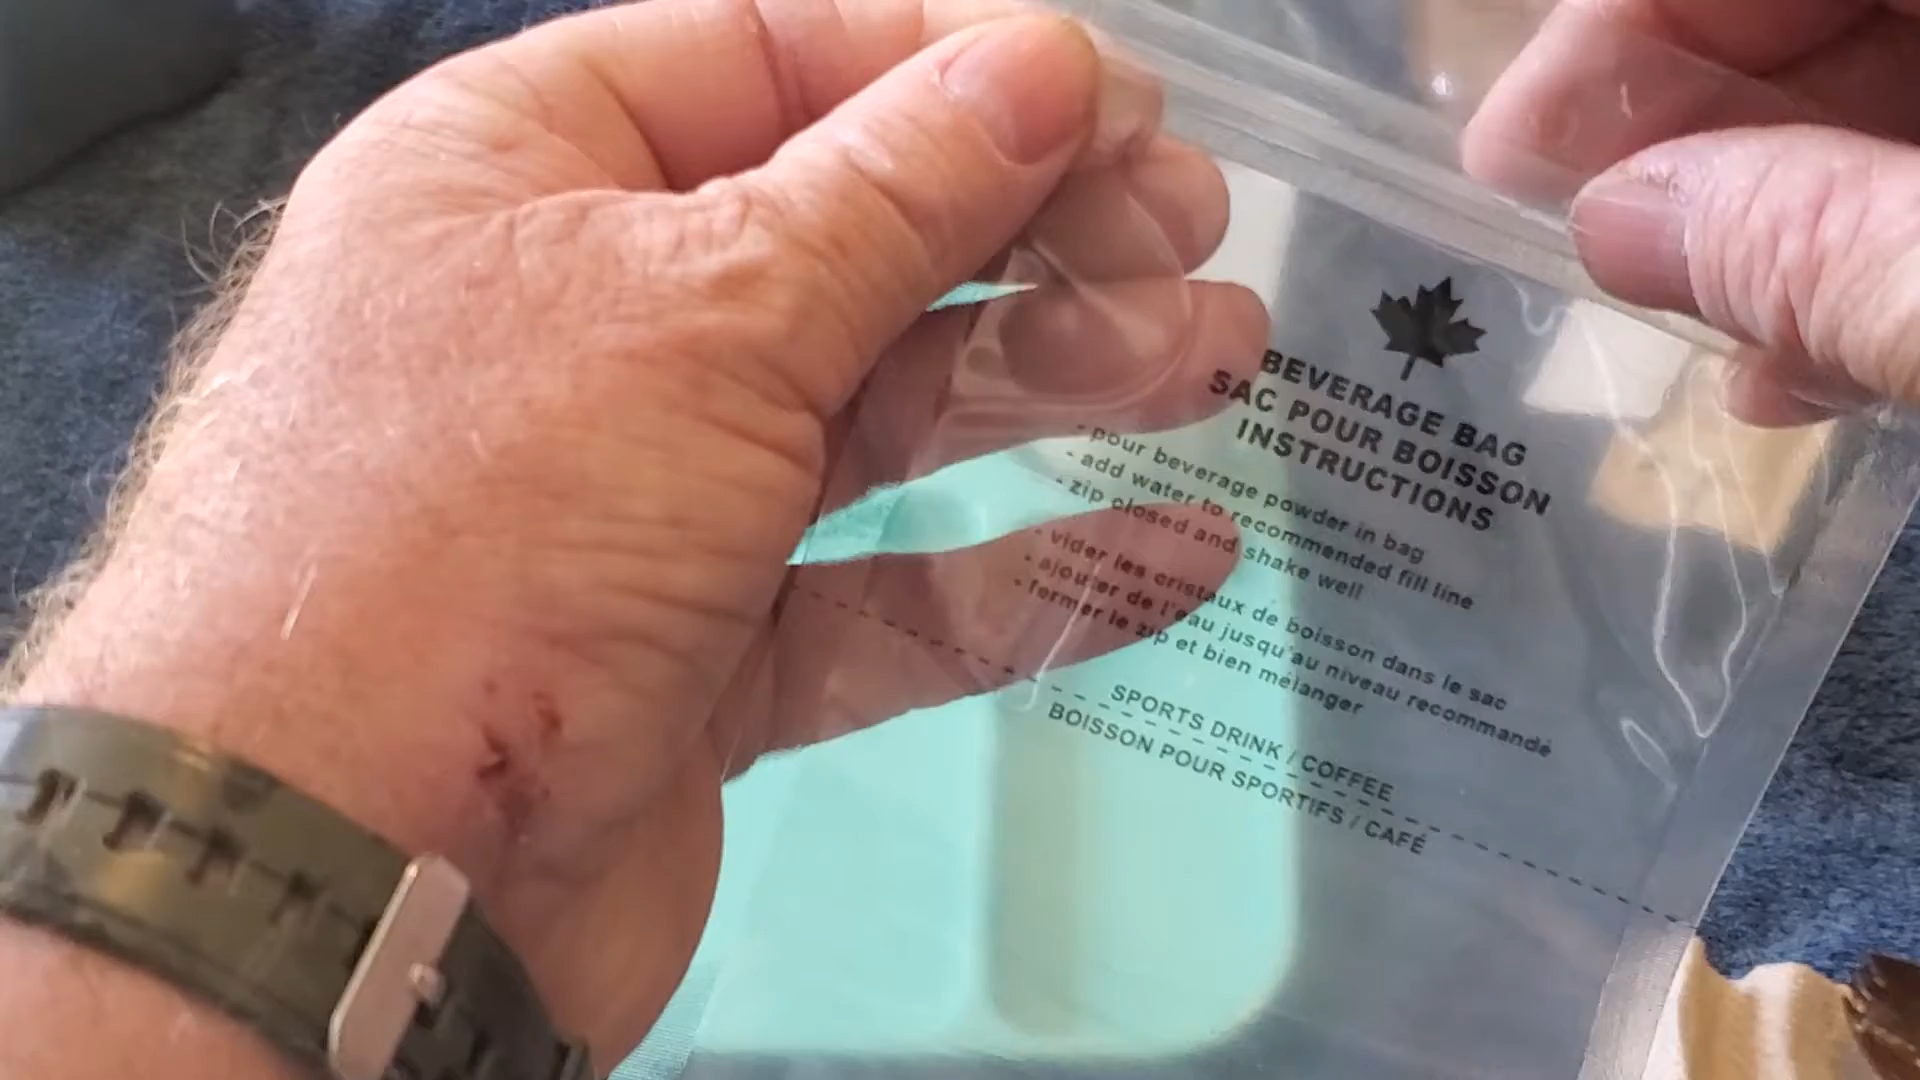 BEVERAGE BAG
SAC POUR BOISSON
INSTRUCTIONS
- pour beverage powder in bag
- add water to recommended fill line
- zip closed and shake well
- vider les cristaux de boisson dans le sac
- ajouter de l'eau jusqu'au niveau recommandé
- fermer le zip et bien mélanger
SPORTS DRINK / COFFEE
BOISSON POUR SPORTIFS / CAFÉ